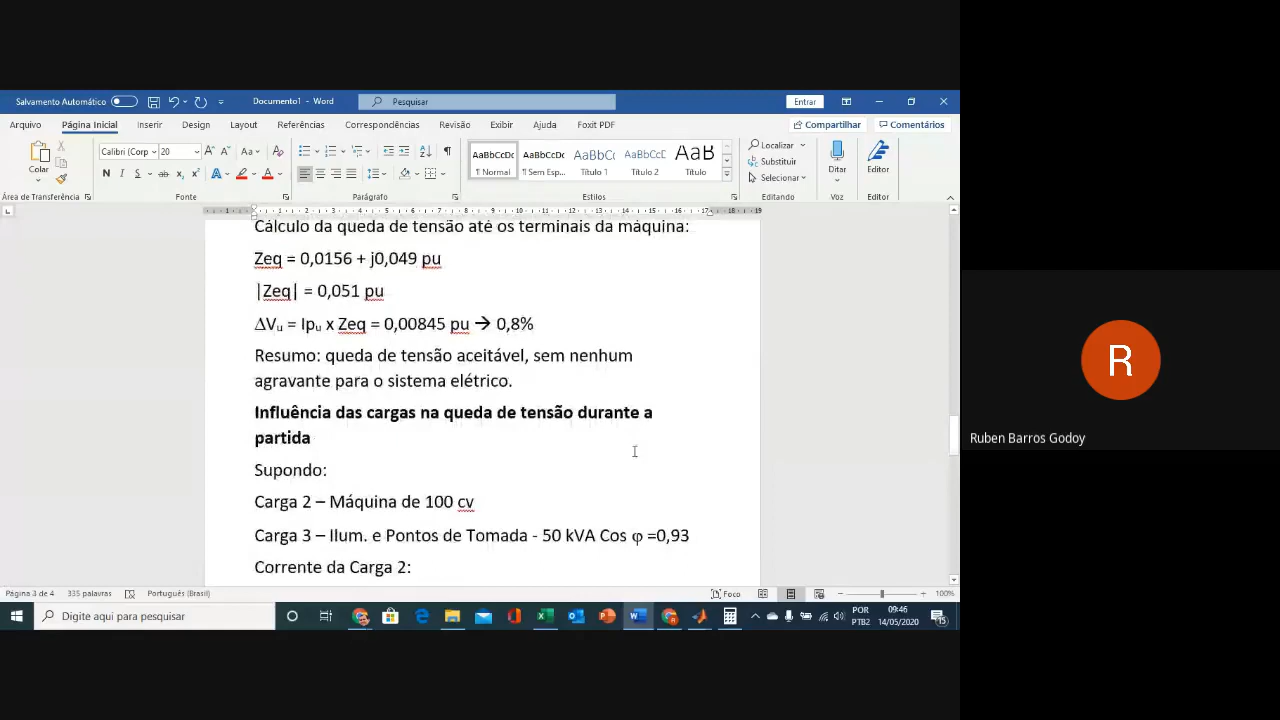 Salvamento Automático
Documento1 - Word
Pesquisar
Entrar
Arquivo Página Inicial Inserir Design Layout Referências Correspondências Revisão Exibir Ajuda Foxit PDF Compartilhar Comentários
Colar
Calibri (Corp 20
N I S
AaBbCcDc AaBbCcDc AaBbCc AaBbCcD AaB
¶ Normal ¶ Sem Esp... Título 1 Título 2 Título
Localizar
Substituir
Selecionar
Ditar
Editor
Área de Transferência Fonte Parágrafo Estilos Editando Voz Editor
Cálculo da queda de tensão até os terminais da máquina:
Zeq = 0,0156 + j0,049 pu
|Zeq| = 0,051 pu
ΔVᵤ = Ipᵤ x Zeq = 0,00845 pu → 0,8%
Resumo: queda de tensão aceitável, sem nenhum
agravante para o sistema elétrico.
Influência das cargas na queda de tensão durante a
partida
Supondo:
Carga 2 – Máquina de 100 cv
Carga 3 – Ilum. e Pontos de Tomada - 50 kVA Cos φ =0,93
Corrente da Carga 2:
Página 3 de 4 335 palavras Português (Brasil) Foco 100%
Digite aqui para pesquisar
POR
PTB2
09:46
14/05/2020
15
R
Ruben Barros Godoy